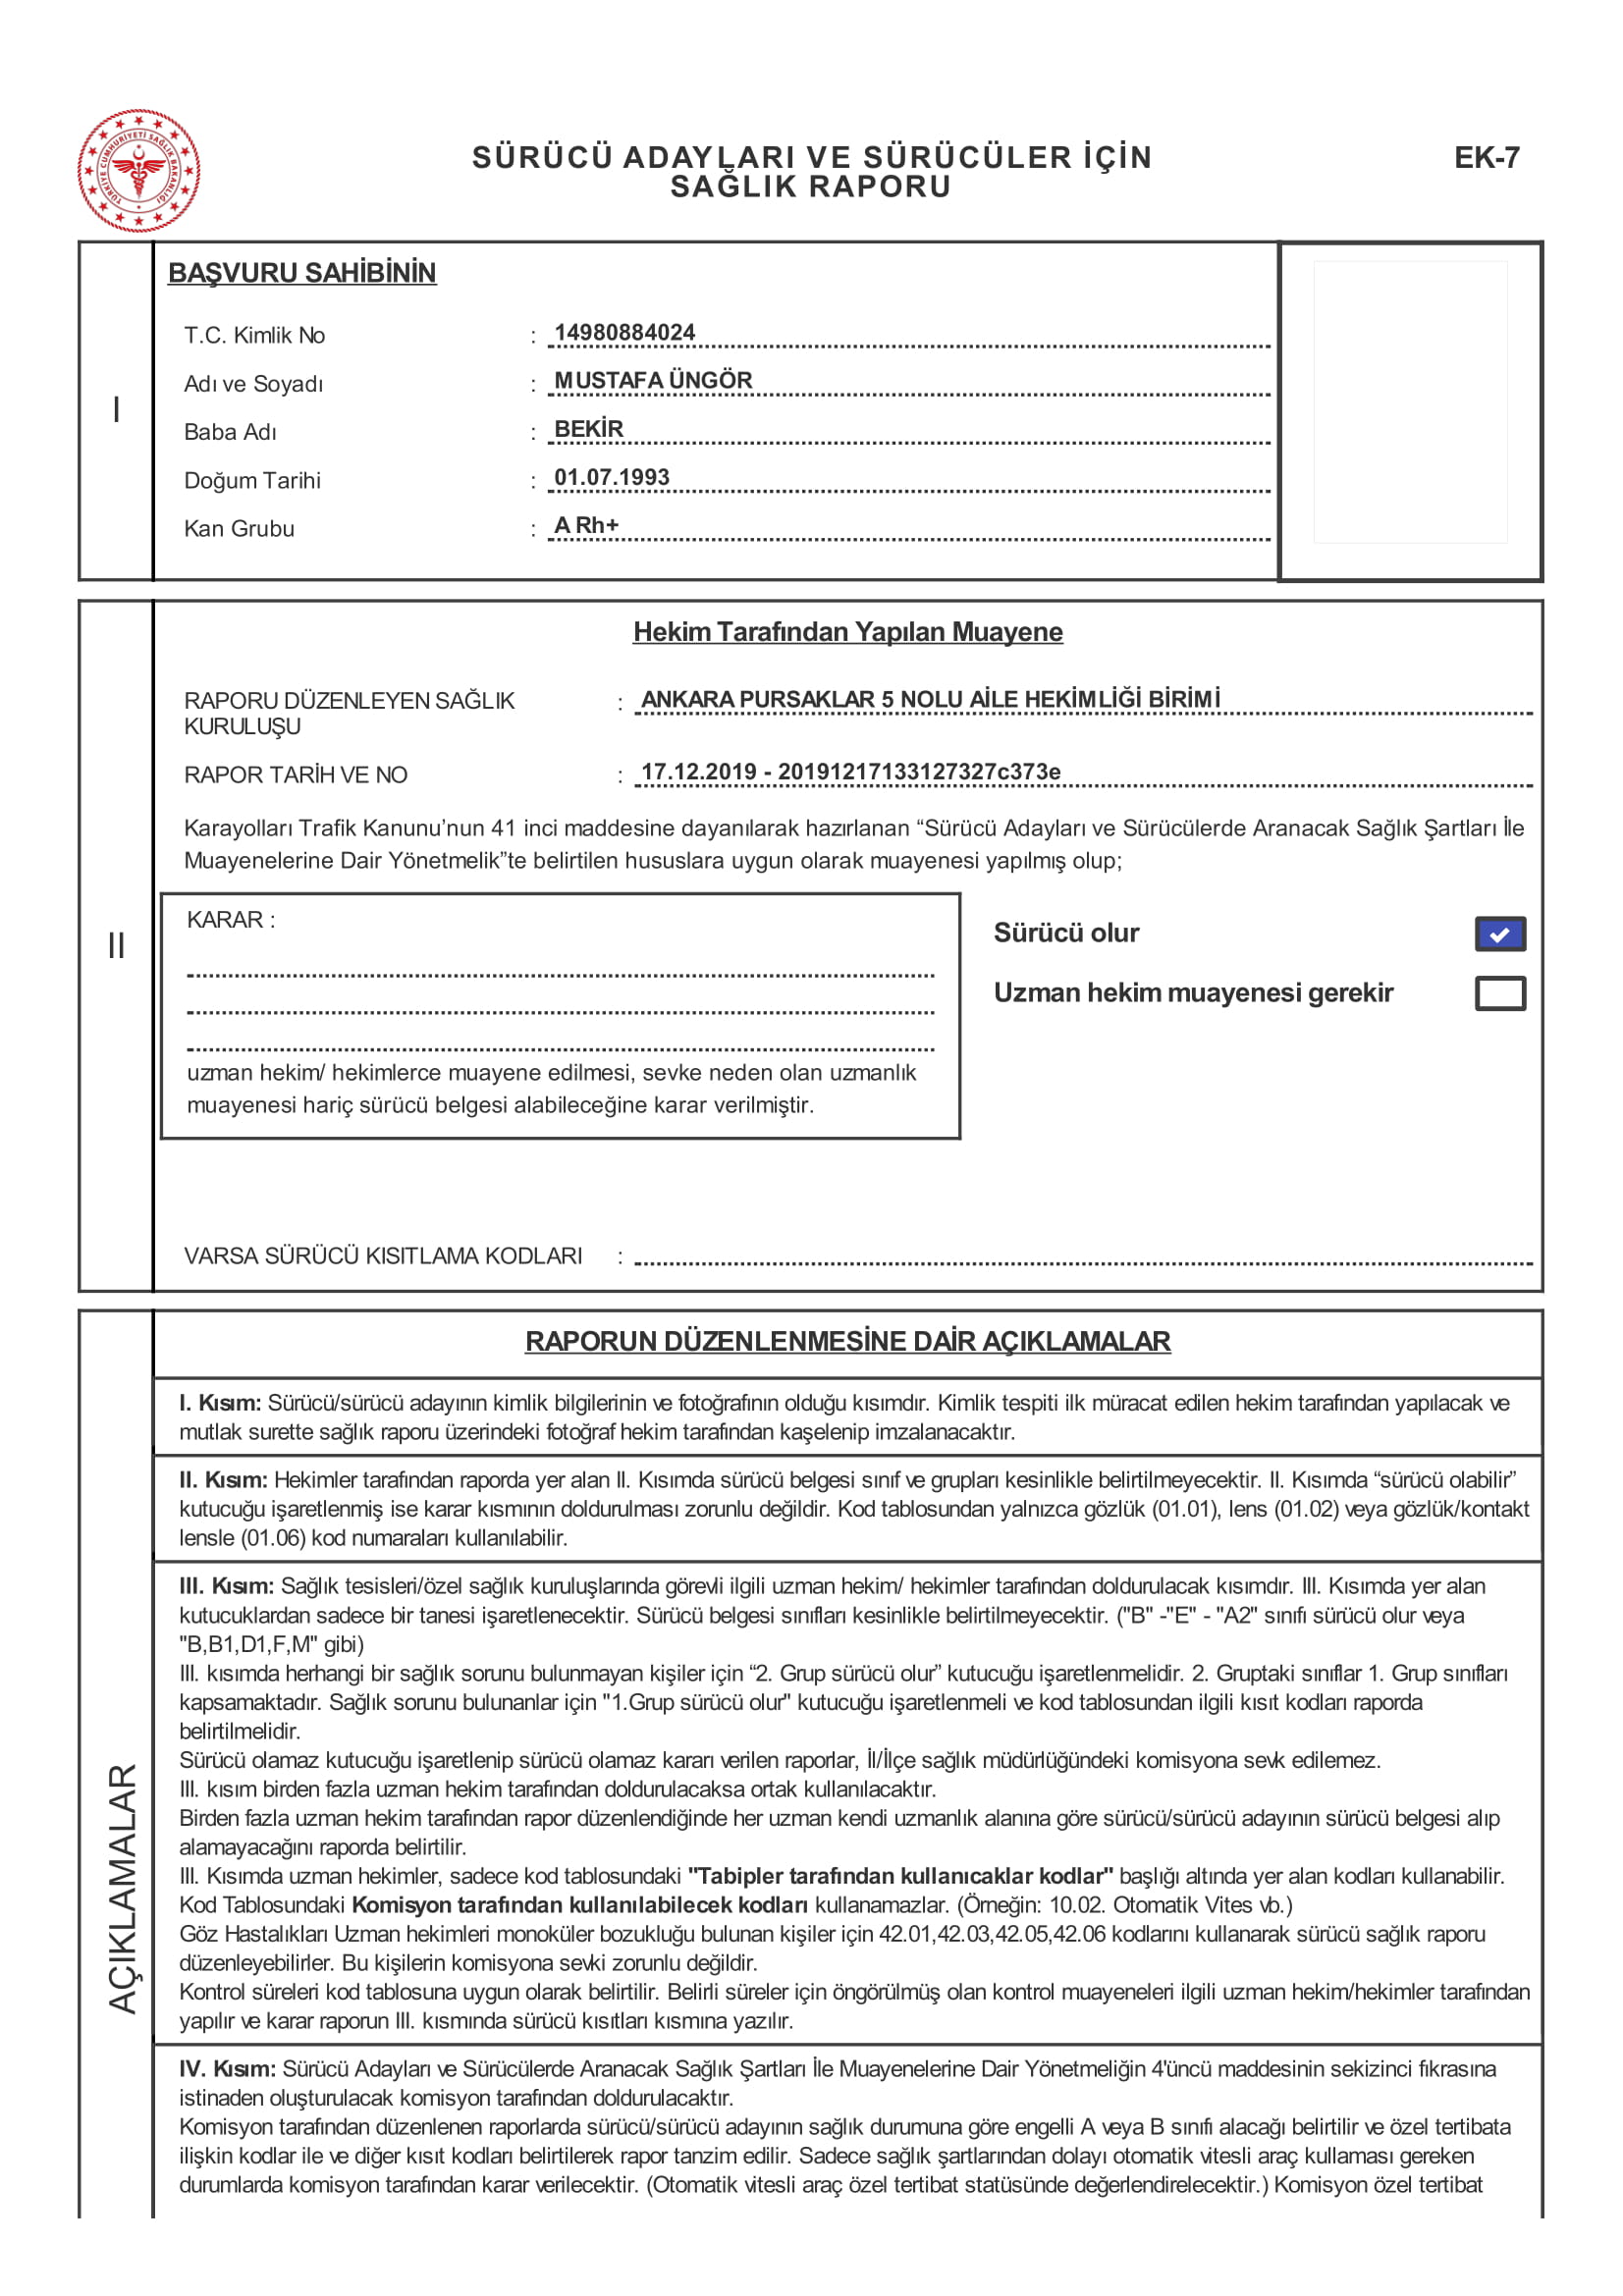 TÜRKİYE CUMHURİYETİ SAĞLIK BAKANLIĞI
SÜRÜCÜ ADAYLARI VE SÜRÜCÜLER İÇİN
SAĞLIK RAPORU
EK-7
I
BAŞVURU SAHİBİNİN
T.C. Kimlik No : 14980884024
Adı ve Soyadı : MUSTAFA ÜNGÖR
Baba Adı : BEKİR
Doğum Tarihi : 01.07.1993
Kan Grubu : A Rh+
II
Hekim Tarafından Yapılan Muayene
RAPORU DÜZENLEYEN SAĞLIK : ANKARA PURSAKLAR 5 NOLU AİLE HEKİMLİĞİ BİRİMİ
KURULUŞU
RAPOR TARİH VE NO : 17.12.2019 - 20191217133127327c373e
Karayolları Trafik Kanunu’nun 41 inci maddesine dayanılarak hazırlanan “Sürücü Adayları ve Sürücülerde Aranacak Sağlık Şartları İle
Muayenelerine Dair Yönetmelik”te belirtilen hususlara uygun olarak muayenesi yapılmış olup;
KARAR :
uzman hekim/ hekimlerce muayene edilmesi, sevke neden olan uzmanlık
muayenesi hariç sürücü belgesi alabileceğine karar verilmiştir.
Sürücü olur
Uzman hekim muayenesi gerekir
VARSA SÜRÜCÜ KISITLAMA KODLARI :
AÇIKLAMALAR
RAPORUN DÜZENLENMESİNE DAİR AÇIKLAMALAR
I. Kısım: Sürücü/sürücü adayının kimlik bilgilerinin ve fotoğrafının olduğu kısımdır. Kimlik tespiti ilk müracat edilen hekim tarafından yapılacak ve
mutlak surette sağlık raporu üzerindeki fotoğraf hekim tarafından kaşelenip imzalanacaktır.
II. Kısım: Hekimler tarafından raporda yer alan II. Kısımda sürücü belgesi sınıf ve grupları kesinlikle belirtilmeyecektir. II. Kısımda “sürücü olabilir”
kutucuğu işaretlenmiş ise karar kısmının doldurulması zorunlu değildir. Kod tablosundan yalnızca gözlük (01.01), lens (01.02) veya gözlük/kontakt
lensle (01.06) kod numaraları kullanılabilir.
III. Kısım: Sağlık tesisleri/özel sağlık kuruluşlarında görevli ilgili uzman hekim/ hekimler tarafından doldurulacak kısımdır. III. Kısımda yer alan
kutucuklardan sadece bir tanesi işaretlenecektir. Sürücü belgesi sınıfları kesinlikle belirtilmeyecektir. ("B" -"E" - "A2" sınıfı sürücü olur veya
"B,B1,D1,F,M" gibi)
III. kısımda herhangi bir sağlık sorunu bulunmayan kişiler için “2. Grup sürücü olur” kutucuğu işaretlenmelidir. 2. Gruptaki sınıflar 1. Grup sınıfları
kapsamaktadır. Sağlık sorunu bulunanlar için "1.Grup sürücü olur" kutucuğu işaretlenmeli ve kod tablosundan ilgili kısıt kodları raporda
belirtilmelidir.
Sürücü olamaz kutucuğu işaretlenip sürücü olamaz kararı verilen raporlar, İl/İlçe sağlık müdürlüğündeki komisyona sevk edilemez.
III. kısım birden fazla uzman hekim tarafından doldurulacaksa ortak kullanılacaktır.
Birden fazla uzman hekim tarafından rapor düzenlendiğinde her uzman kendi uzmanlık alanına göre sürücü/sürücü adayının sürücü belgesi alıp
alamayacağını raporda belirtilir.
III. Kısımda uzman hekimler, sadece kod tablosundaki "Tabipler tarafından kullanıcaklar kodlar" başlığı altında yer alan kodları kullanabilir.
Kod Tablosundaki Komisyon tarafından kullanılabilecek kodları kullanamazlar. (Örneğin: 10.02. Otomatik Vites vb.)
Göz Hastalıkları Uzman hekimleri monoküler bozukluğu bulunan kişiler için 42.01,42.03,42.05,42.06 kodlarını kullanarak sürücü sağlık raporu
düzenleyebilirler. Bu kişilerin komisyona sevki zorunlu değildir.
Kontrol süreleri kod tablosuna uygun olarak belirtilir. Belirli süreler için öngörülmüş olan kontrol muayeneleri ilgili uzman hekim/hekimler tarafından
yapılır ve karar raporun III. kısmında sürücü kısıtları kısmına yazılır.
IV. Kısım: Sürücü Adayları ve Sürücülerde Aranacak Sağlık Şartları İle Muayenelerine Dair Yönetmeliğin 4'üncü maddesinin sekizinci fıkrasına
istinaden oluşturulacak komisyon tarafından doldurulacaktır.
Komisyon tarafından düzenlenen raporlarda sürücü/sürücü adayının sağlık durumuna göre engelli A veya B sınıfı alacağı belirtilir ve özel tertibata
ilişkin kodlar ile ve diğer kısıt kodları belirtilerek rapor tanzim edilir. Sadece sağlık şartlarından dolayı otomatik vitesli araç kullaması gereken
durumlarda komisyon tarafından karar verilecektir. (Otomatik vitesli araç özel tertibat statüsünde değerlendirelecektir.) Komisyon özel tertibat